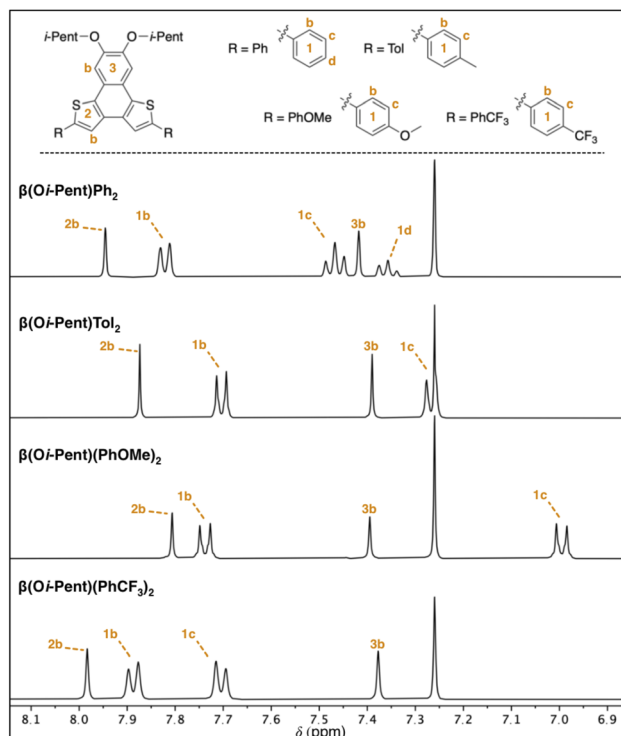 i-Pent
O
O
i-Pent
b
3
S
2
S
R
b
R
R = Ph
b
c
1
d
R = Tol
b
c
1
R = PhOMe
b
c
1
O
R = PhCF₃
b
c
1
CF₃
β(Oi-Pent)Ph₂
2b
1b
1c
3b
1d
β(Oi-Pent)Tol₂
2b
1b
3b
1c
β(Oi-Pent)(PhOMe)₂
2b
1b
3b
1c
β(Oi-Pent)(PhCF₃)₂
2b
1b
1c
3b
8.1 8.0 7.9 7.8 7.7 7.6 7.5 7.4 7.3 7.2 7.1 7.0 6.9
δ (ppm)